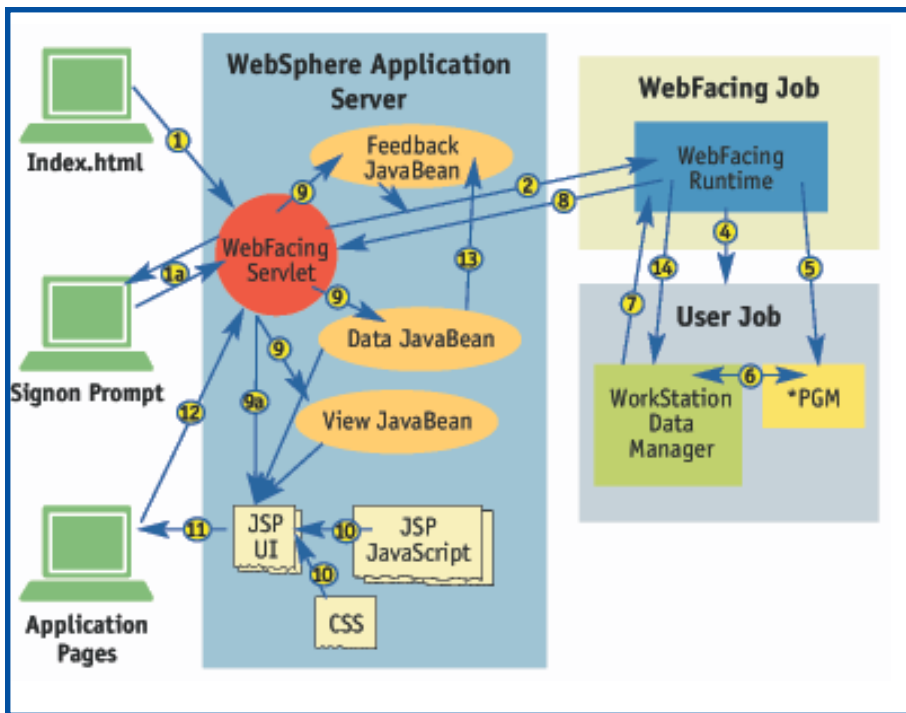 WebSphere Application
Server
WebFacing Job
Index.html
1
Feedback
JavaBean
WebFacing
Runtime
9
2
8
WebFacing
Servlet
1a
13
4
14
5
7
9
Signon Prompt
Data JavaBean
User Job
9
12
9a
View JavaBean
6
WorkStation
Data
Manager
*PGM
11
JSP
UI
10
JSP
JavaScript
10
CSS
Application
Pages